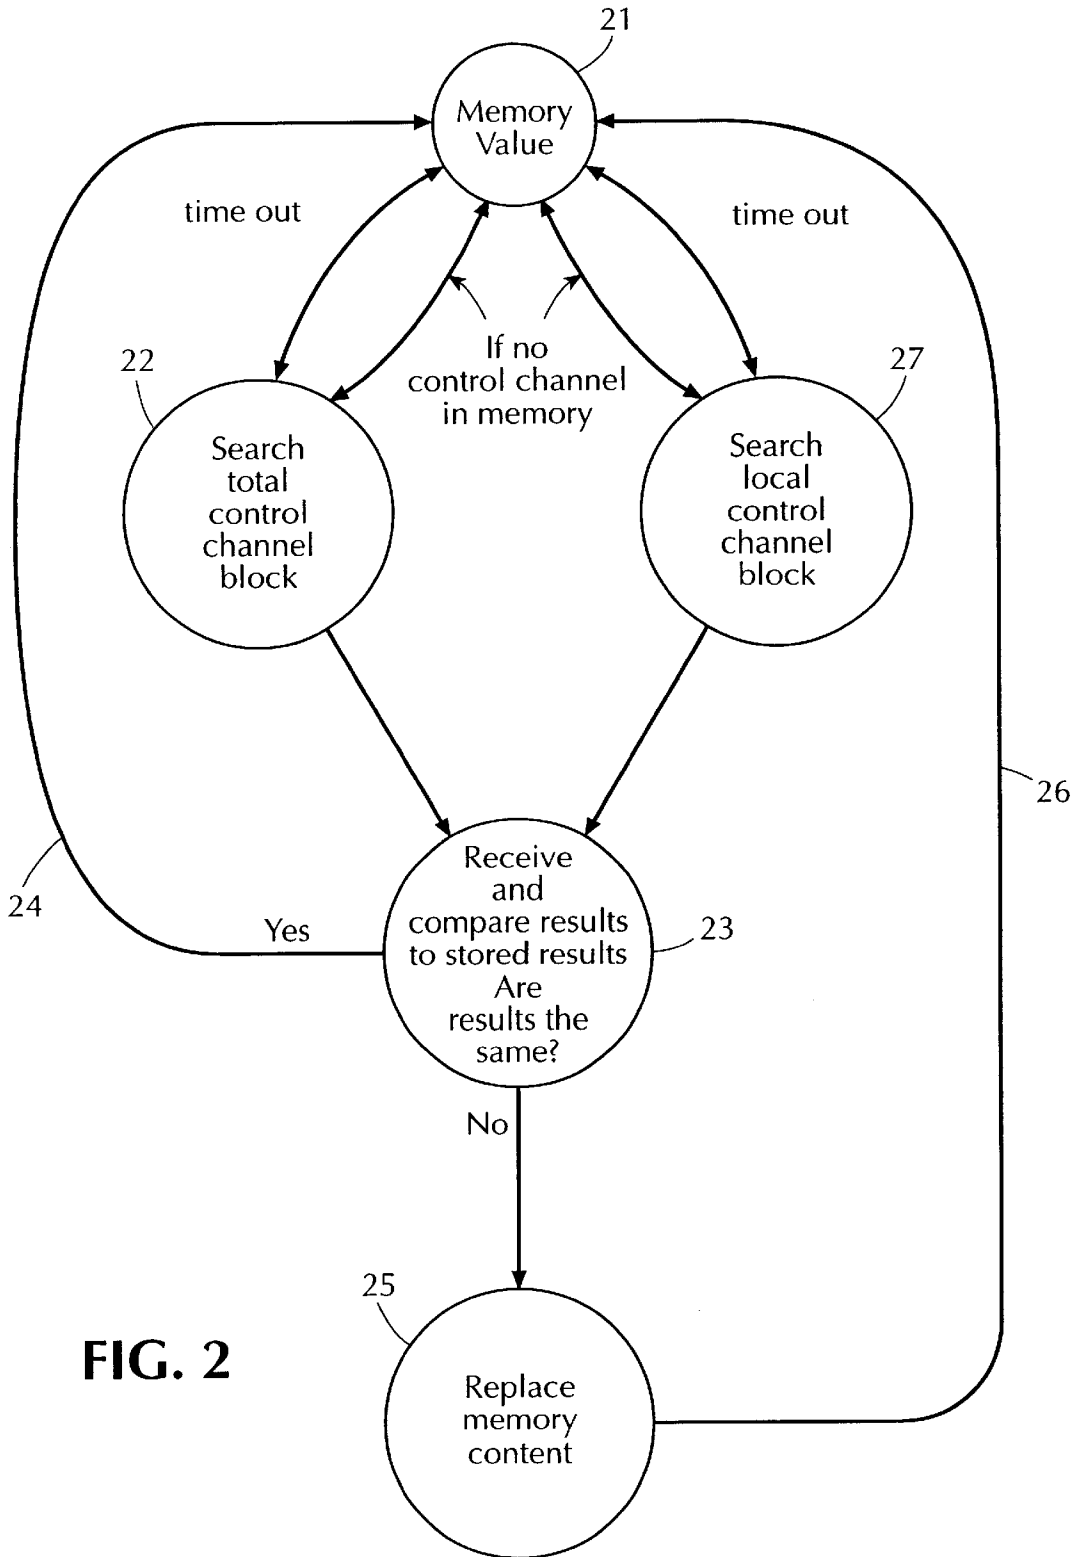 21
Memory
Value
time out
time out
If no
control channel
in memory
22
27
Search
total
control
channel
block
Search
local
control
channel
block
26
24
Yes
Receive
and
compare results
to stored results
Are
results the
same?
23
No
25
Replace
memory
content
FIG. 2